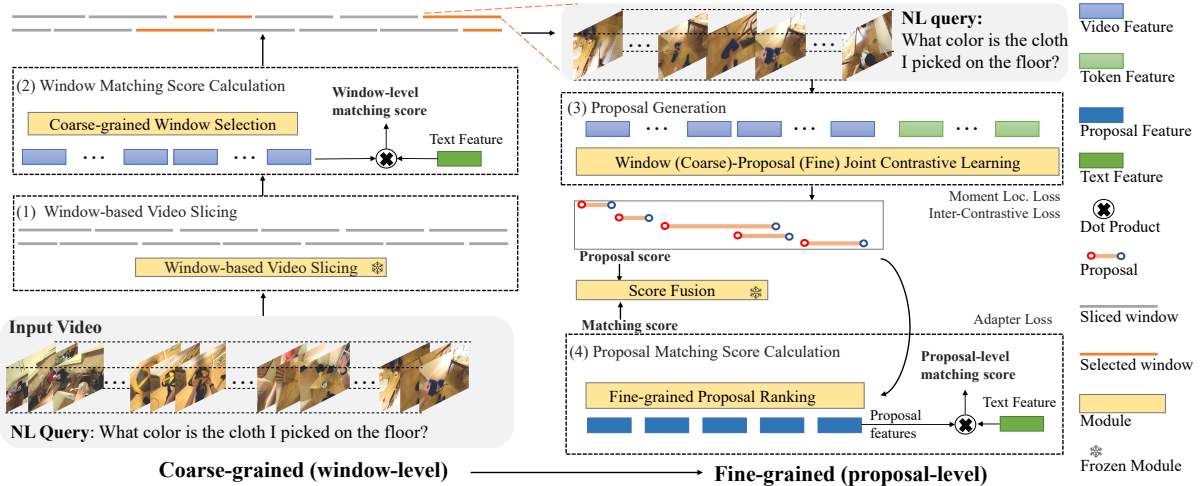 (2) Window Matching Score Calculation
Coarse-grained Window Selection
Window-level
matching score
Text Feature
(1) Window-based Video Slicing
Window-based Video Slicing
Input Video
NL Query: What color is the cloth I picked on the floor?
Coarse-grained (window-level)
NL query:
What color is the cloth
I picked on the floor?
(3) Proposal Generation
Window (Coarse)-Proposal (Fine) Joint Contrastive Learning
Moment Loc. Loss
Inter-Contrastive Loss
Proposal score
Score Fusion
Matching score
Adapter Loss
(4) Proposal Matching Score Calculation
Fine-grained Proposal Ranking
Proposal-level
matching score
Text Feature
Proposal
features
Fine-grained (proposal-level)
Video Feature
Token Feature
Proposal Feature
Text Feature
Dot Product
Proposal
Sliced window
Selected window
Module
Frozen Module